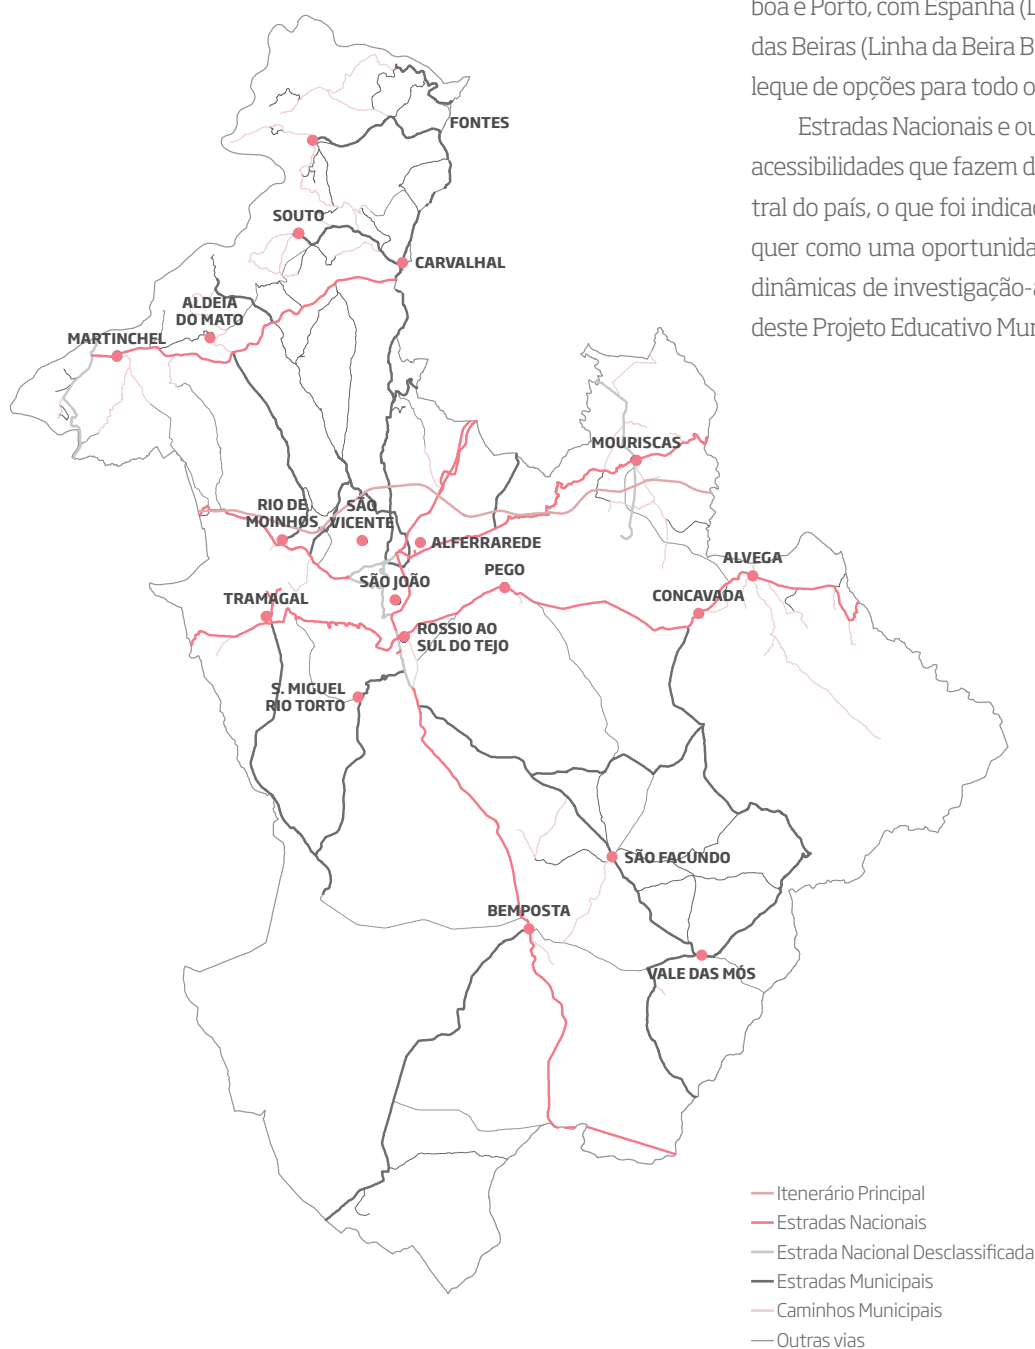 boa e Porto, com Espanha (L
das Beiras (Linha da Beira B
leque de opções para todo o
Estradas Nacionais e ou
acessibilidades que fazem d
tral do país, o que foi indica
quer como uma oportunida
dinâmicas de investigação-a
deste Projeto Educativo Mun
FONTES
SOUTO
CARVALHAL
ALDEIA
DO MATO
MARTINCHEL
MOURISCAS
RIO DE
MOINHOS
SÃO
VICENTE
ALFERRAREDE
ALVEGA
PEGO
SÃO JOÃO
CONCAVADA
TRAMAGAL
ROSSIO AO
SUL DO TEJO
S. MIGUEL
RIO TORTO
SÃO FACUNDO
BEMPOSTA
VALE DAS MÓS
Itenerário Principal
Estradas Nacionais
Estrada Nacional Desclassificada
Estradas Municipais
Caminhos Municipais
Outras vias